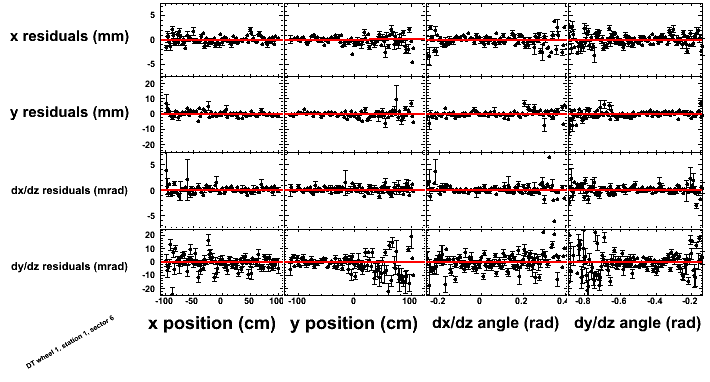 x residuals (mm)
5
0
-5
y residuals (mm)
20
10
0
-10
-20
dx/dz residuals (mrad)
5
0
-5
dy/dz residuals (mrad)
20
10
0
-10
-20
-100 -50 0 50 100 -100 0 100 -0.2 0 0.2 0.4 -0.8 -0.6 -0.4 -0.2
x position (cm) y position (cm) dx/dz angle (rad) dy/dz angle (rad)
DT wheel 1, station 1, sector 6